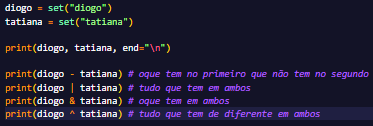 diogo = set("diogo")
tatiana = set("tatiana")
print(diogo, tatiana, end="\n")
print(diogo - tatiana) # oque tem no primeiro que não tem no segundo
print(diogo | tatiana) # tudo que tem em ambos
print(diogo & tatiana) # oque tem em ambos
print(diogo ^ tatiana) # tudo que tem de diferente em ambos